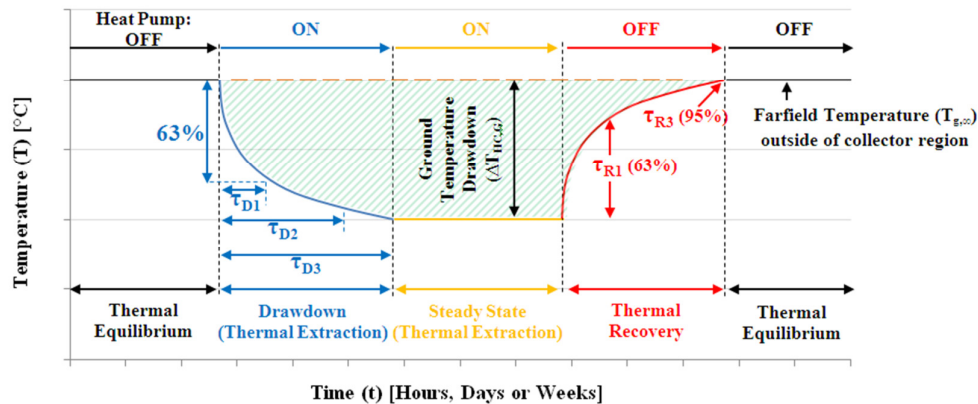 Heat Pump:
OFF
ON
ON
OFF
OFF
63%
τD1
τD2
τD3
Ground
Temperature
Drawdown
(ΔTHC,G)
τR3 (95%)
τR1 (63%)
Farfield Temperature (Tg,∞)
outside of collector
region
Thermal
Equilibrium
Drawdown
(Thermal Extraction)
Steady State
(Thermal Extraction)
Thermal
Recovery
Thermal
Equilibrium
Temperature (T) [°C]
Time (t) [Hours, Days or Weeks]